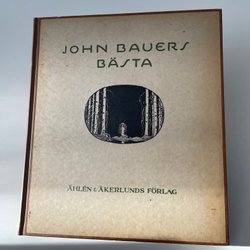 JOHN BAUERS
BÄSTA
ÅHLÉN & ÅKERLUNDS FÖRLAG